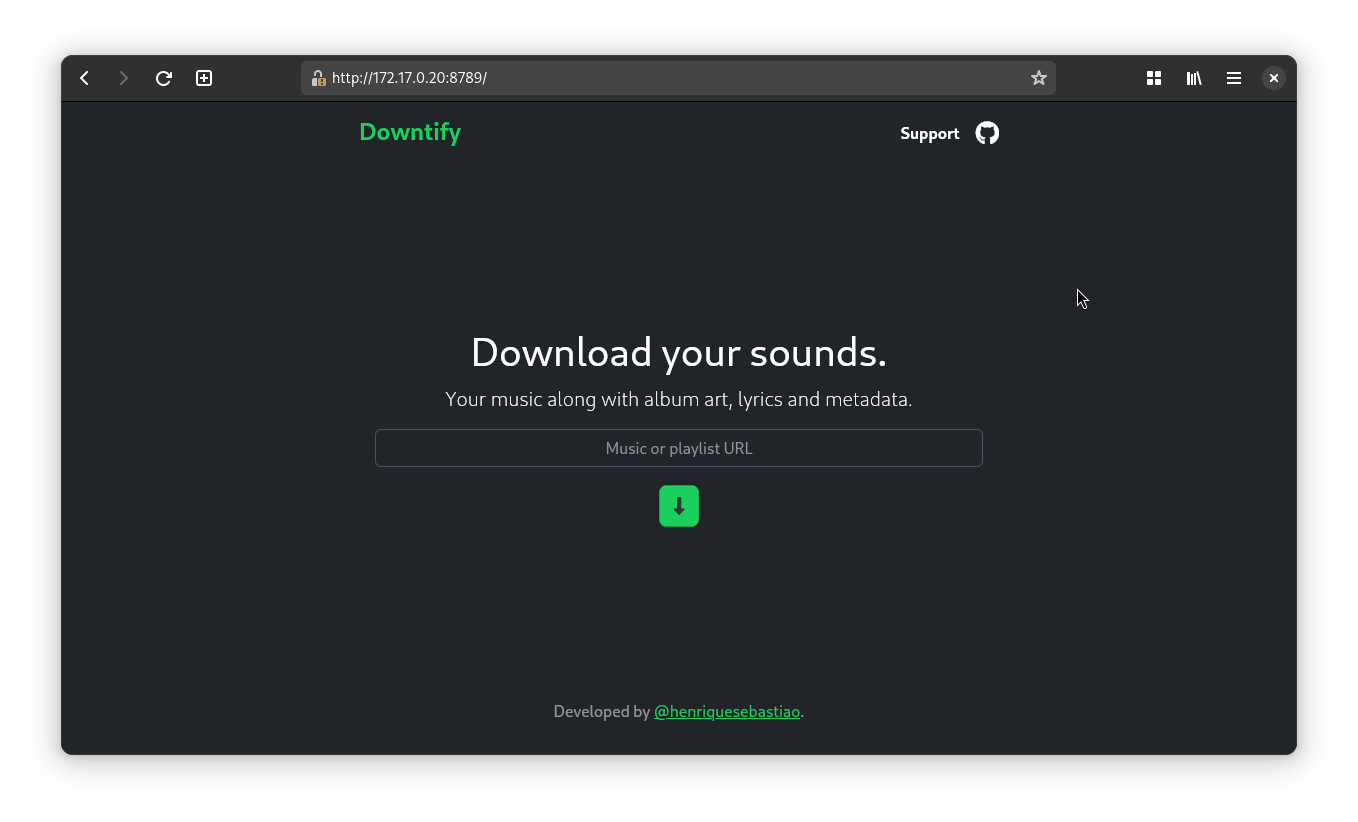 http://172.17.0.20:8789/
Downtify
Support
Download your sounds.
Your music along with album art, lyrics and metadata.
Music or playlist URL
Developed by @henriquesebastiao.